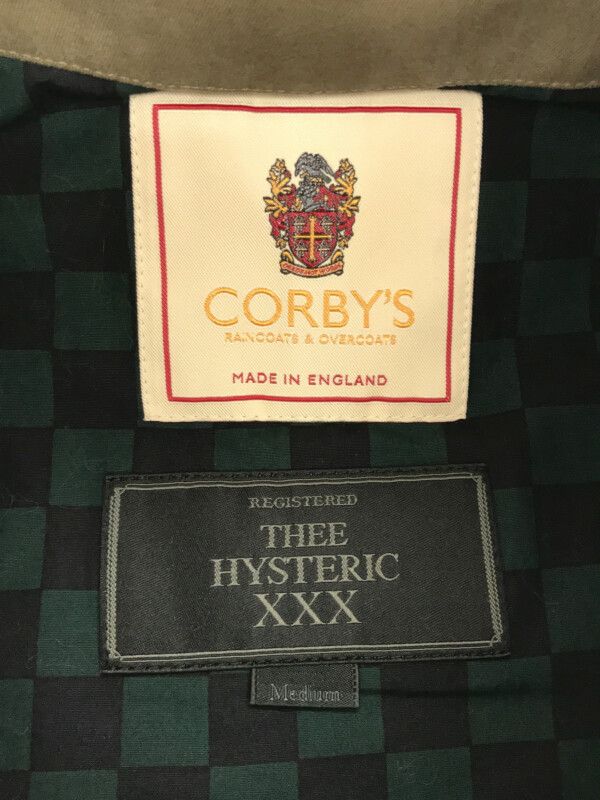 CORBY'S
RAINCOATS & OVERCOATS
MADE IN ENGLAND
REGISTERED
THEE
HYSTERIC
XXX
Medium